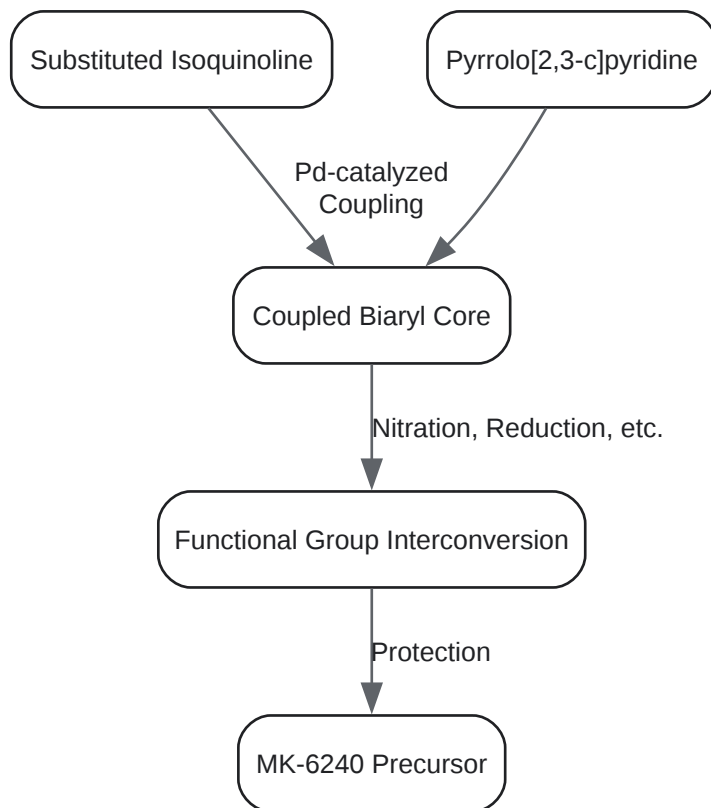 Substituted Isoquinoline
Pyrrolo[2,3-c]pyridine
Pd-catalyzed
Coupling
Coupled Biaryl Core
Nitration, Reduction, etc.
Functional Group Interconversion
Protection
MK-6240 Precursor